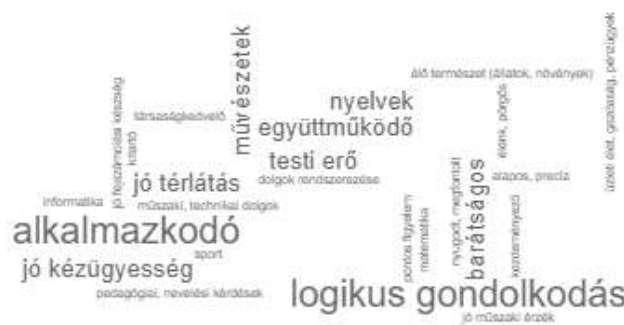 művészetek
élő természet (állatok, növények)
üzleti élet, gazdaság, pénzügyek
nyelvek
élénk, pörgős
jó fejszámolási készség
kitartó
társaságkedvelő
együttműködő
testi erő
dolgok rendszerezése
jó térlátás
alapos, precíz
informatika
műszaki, technikai dolgok
pontos figyelem
matematika
nyugodt, megfontolt
barátságos
kezdeményező
alkalmazkodó
sport
jó kézügyesség
pedagógiai, nevelési kérdések
logikus gondolkodás
jó műszaki érzék